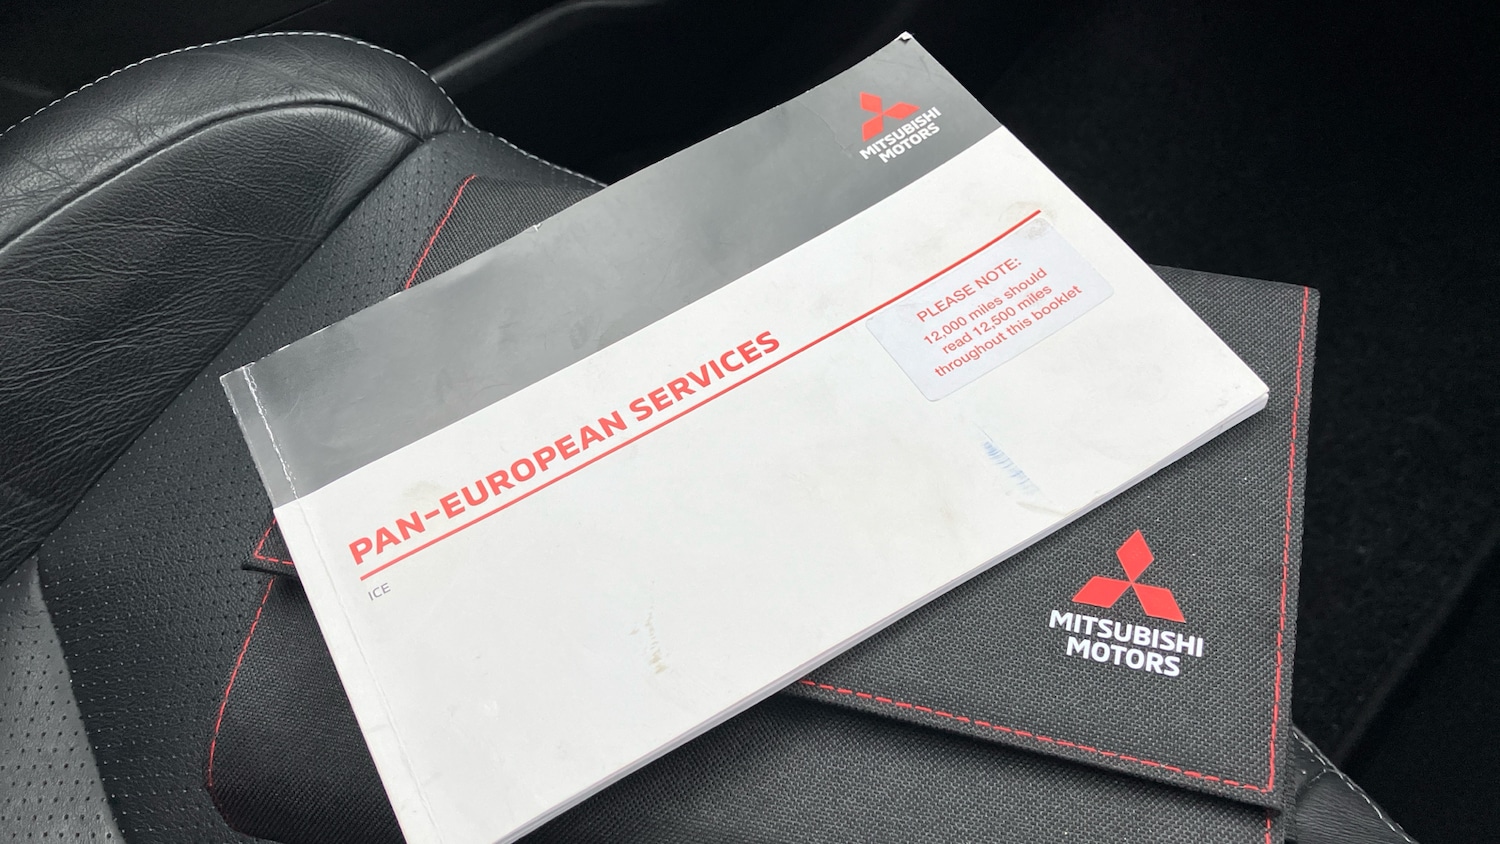 MITSUBISHI
MOTORS
PAN-EUROPEAN SERVICES
ICE
PLEASE NOTE:
12,000 miles should
read 12,500 miles
throughout this booklet
MITSUBISHI
MOTORS